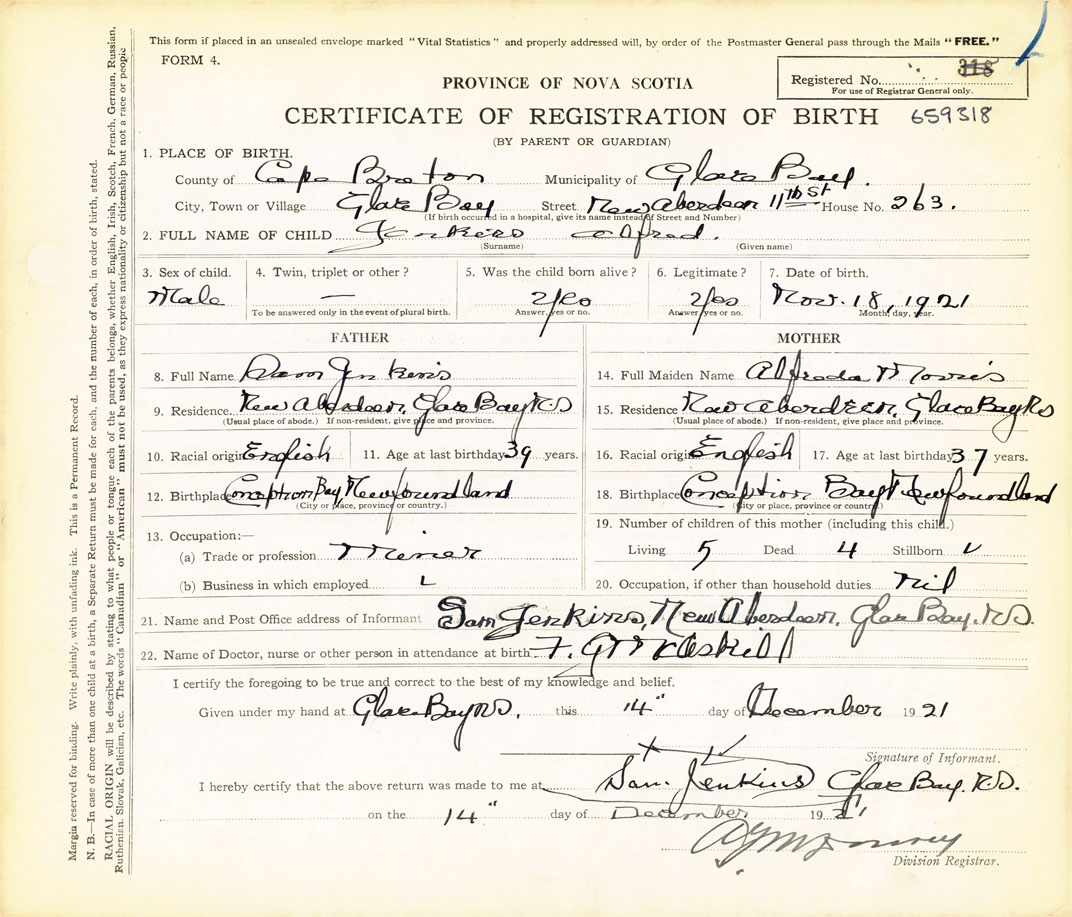 This form if placed in an unsealed envelope marked "Vital Statistics" and properly addressed will, by order of the Postmaster General pass through the Mails "FREE."
FORM 4.
PROVINCE OF NOVA SCOTIA
Registered No. 318
For use of Registrar General only.
CERTIFICATE OF REGISTRATION OF BIRTH 659318
(BY PARENT OR GUARDIAN)
1. PLACE OF BIRTH.
County of Cape Breton Municipality of Glace Bay.
City, Town or Village Glace Bay Street New Aberdeen 11th St House No. 263.
(If birth occurred in a hospital, give its name instead of Street and Number)
2. FULL NAME OF CHILD Jenkins Alfred.
(Surname) (Given name)
3. Sex of child. 4. Twin, triplet or other? 5. Was the child born alive? 6. Legitimate? 7. Date of birth.
Male — Yes Yes Nov. 18, 1921
To be answered only in the event of plural birth. Answer, yes or no. Answer, yes or no. Month, day, year.
FATHER MOTHER
8. Full Name Sam Jenkins 14. Full Maiden Name Alfreda Morris
9. Residence New Aberdeen, Glace Bay N.S 15. Residence New Aberdeen, Glace Bay NS
(Usual place of abode.) If non-resident, give place and province. (Usual place of abode.) If non-resident, give place and province.
10. Racial origin English 11. Age at last birthday 39 years. 16. Racial origin English 17. Age at last birthday 37 years.
12. Birthplace Conception Bay Newfoundland 18. Birthplace Conception Bay Newfoundland
(City or place, province or country.) (City or place, province or country.)
13. Occupation:— 19. Number of children of this mother (including this child.)
(a) Trade or profession Miner Living 5 Dead 4 Stillborn
(b) Business in which employed 20. Occupation, if other than household duties Nil
21. Name and Post Office address of Informant Sam Jenkins, New Aberdeen, Glace Bay, N.S.
22. Name of Doctor, nurse or other person in attendance at birth
I certify the foregoing to be true and correct to the best of my knowledge and belief.
Given under my hand at Glace Bay N.S. this 14" day of December 1921
Signature of Informant.
I hereby certify that the above return was made to me at Sam Jenkins Glace Bay. N.S.
on the 14" day of December 1921
Division Registrar.
Margin reserved for binding. Write plainly, with unfading ink. This is a Permanent Record.
N. B.—In case of more than one child at a birth, a Separate Return must be made for each, and the number of each, in order of birth, stated.
RACIAL ORIGIN will be described by stating to what people or tongue each of the parents belongs, whether English, Irish, Scotch, French, German, Russian,
Ruthenian, Slovak, Galician, etc. The words "Canadian" or "American" must not be used, as they express nationality or citizenship but not a race or people